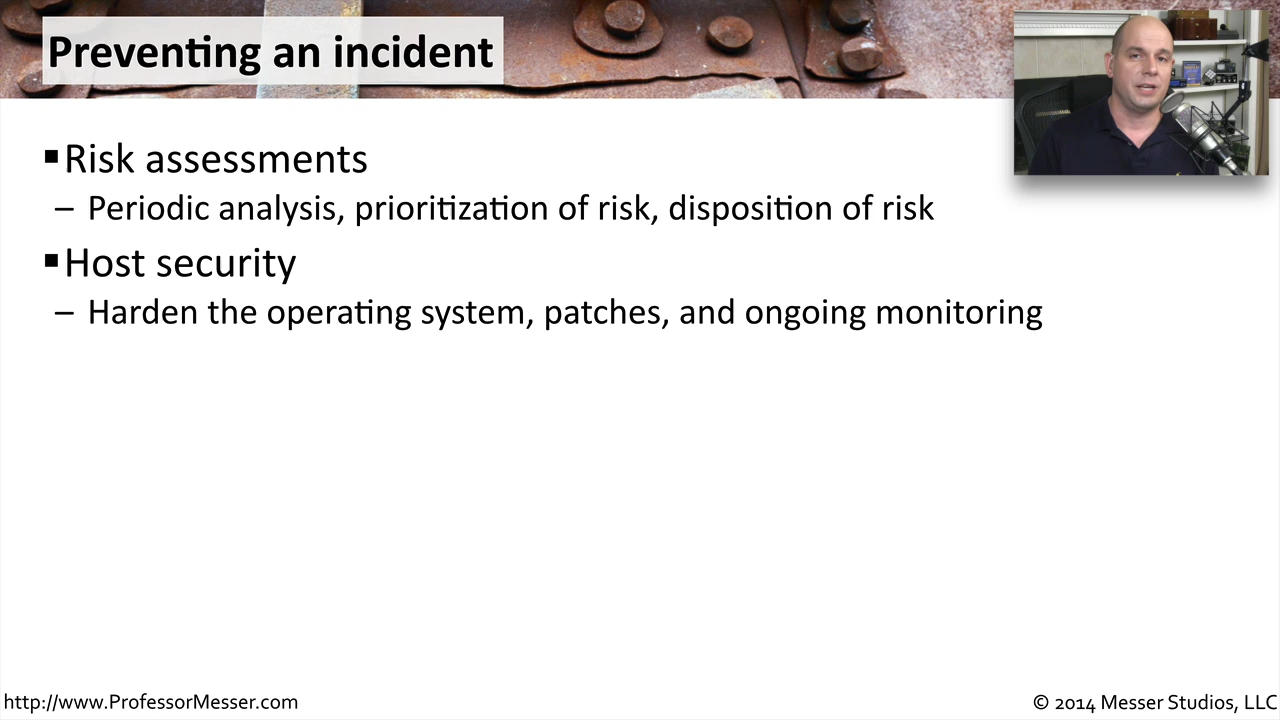 Preventing an incident
▪Risk assessments
– Periodic analysis, prioritization of risk, disposition of risk
▪Host security
– Harden the operating system, patches, and ongoing monitoring
http://www.ProfessorMesser.com
© 2014 Messer Studios, LLC